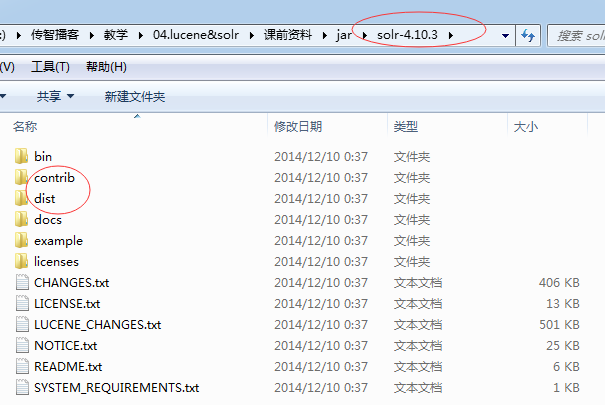 :) 传智播客 教学 04.lucene&solr 课前资料 jar solr-4.10.3 搜索 solr
(V) 工具(T) 帮助(H)
共享 新建文件夹
名称 修改日期 类型 大小
bin 2014/12/10 0:37 文件夹
contrib 2014/12/10 0:37 文件夹
dist 2014/12/10 0:37 文件夹
docs 2014/12/10 0:37 文件夹
example 2014/12/10 0:37 文件夹
licenses 2014/12/10 0:37 文件夹
CHANGES.txt 2014/12/10 0:37 文本文档 406 KB
LICENSE.txt 2014/12/10 0:37 文本文档 13 KB
LUCENE_CHANGES.txt 2014/12/10 0:37 文本文档 501 KB
NOTICE.txt 2014/12/10 0:37 文本文档 25 KB
README.txt 2014/12/10 0:37 文本文档 6 KB
SYSTEM_REQUIREMENTS.txt 2014/12/10 0:37 文本文档 1 KB